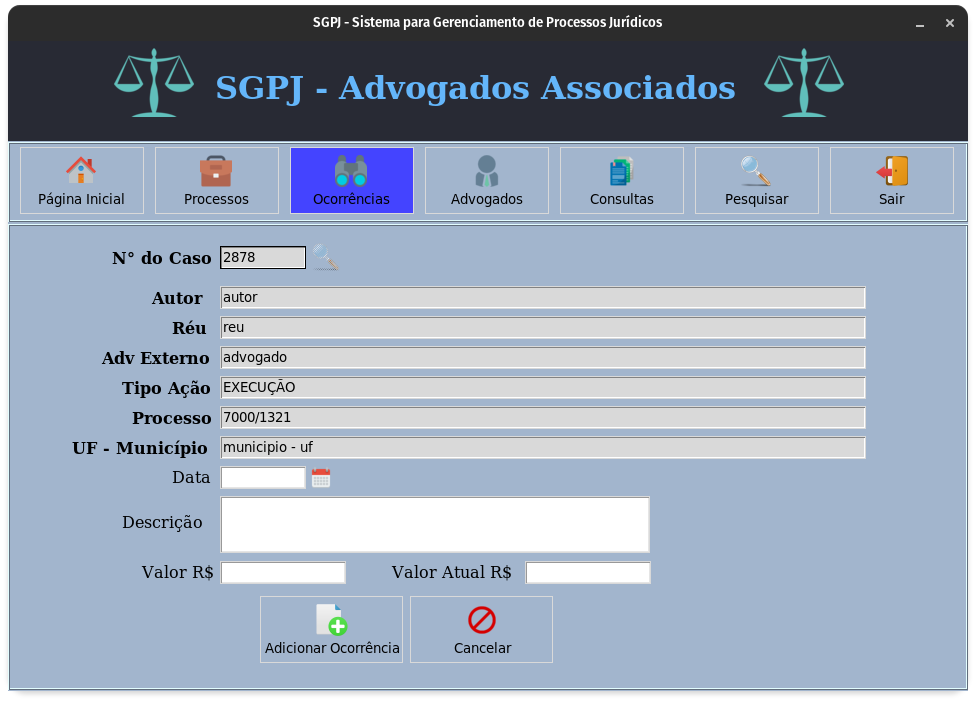 SGPJ - Sistema para Gerenciamento de Processos Jurídicos
SGPJ - Advogados Associados
Página Inicial Processos Ocorrências Advogados Consultas Pesquisar Sair
N° do Caso 2878
Autor autor
Réu reu
Adv Externo advogado
Tipo Ação EXECUÇÃO
Processo 7000/1321
UF - Município municipio - uf
Data
Descrição
Valor R$ Valor Atual R$
Adicionar Ocorrência Cancelar